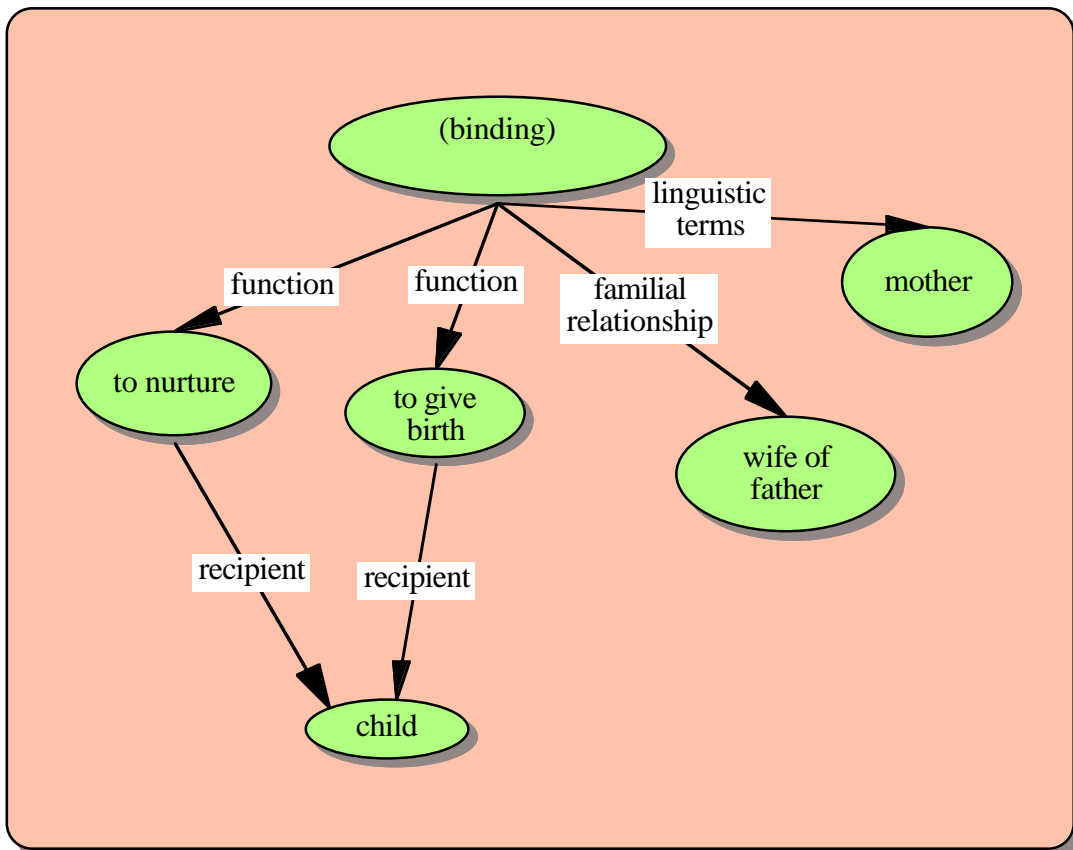 (binding)
linguistic
terms
mother
function
function
familial
relationship
to nurture
to give
birth
wife of
father
recipient
recipient
child